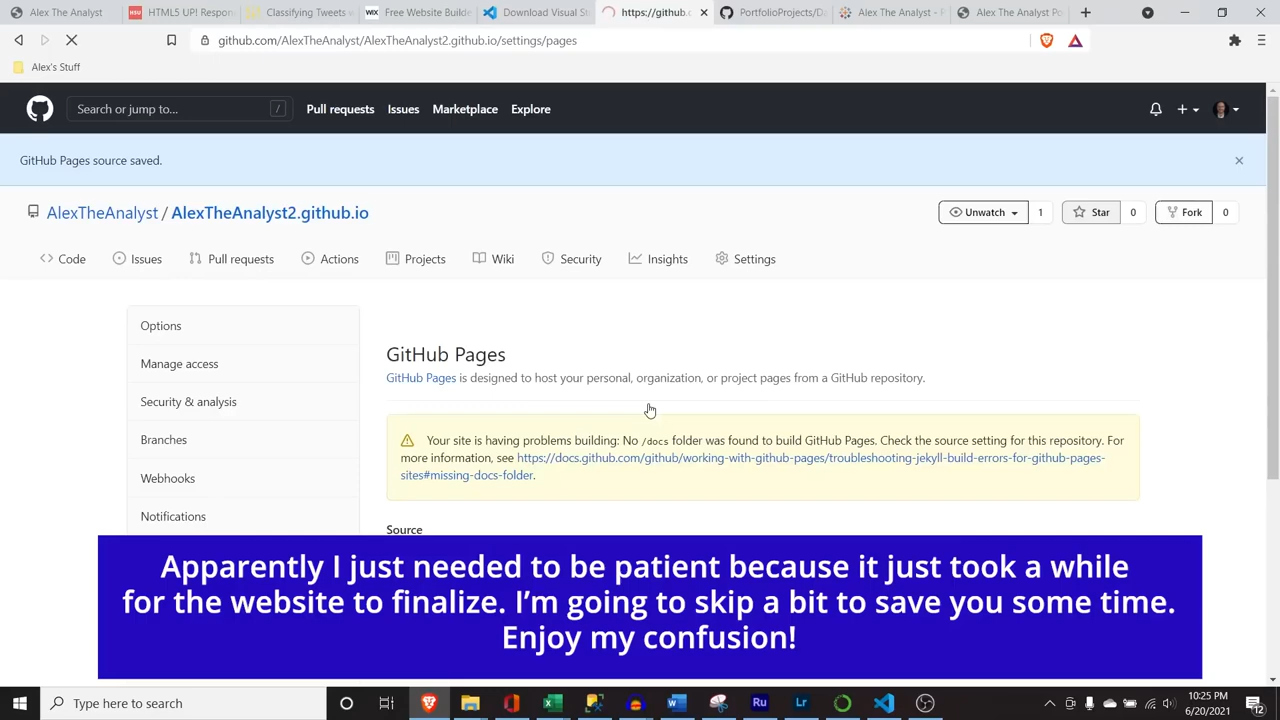 Alex The Analyst
HTML5 UP! Respon
Classifying Tweets
Free Website Builde
Download Visual Stu
https://github.c
PortfolioProjects/Da
Alex The Analyst - P
Alex The Analyst Po
github.com/AlexTheAnalyst/AlexTheAnalyst2.github.io/settings/pages
Alex's Stuff
Search or jump to...
/
Pull requests
Issues
Marketplace
Explore
GitHub Pages source saved.
AlexTheAnalyst / AlexTheAnalyst2.github.io
Unwatch
1
Star
0
Fork
0
Code
Issues
Pull requests
Actions
Projects
Wiki
Security
Insights
Settings
Options
Manage access
Security & analysis
Branches
Webhooks
Notifications
GitHub Pages
GitHub Pages is designed to host your personal, organization, or project pages from a GitHub repository.
Your site is having problems building: No /docs folder was found to build GitHub Pages. Check the source setting for this repository. For
more information, see https://docs.github.com/github/working-with-github-pages/troubleshooting-jekyll-build-errors-for-github-pages-
sites#missing-docs-folder.
Source
Apparently I just needed to be patient because it just took a while
for the website to finalize. I'm going to skip a bit to save you some time.
Enjoy my confusion!
Type here to search
Ru
Lr
10:25 PM
6/20/2021
12